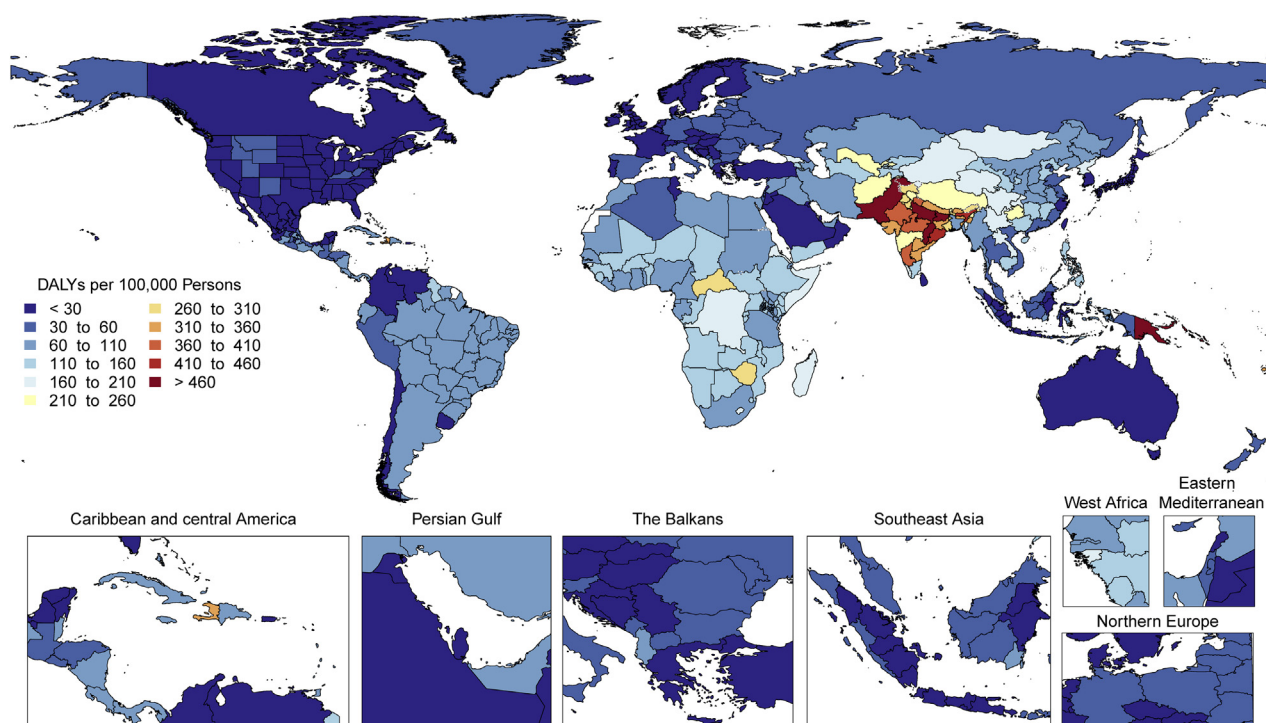 DALYs per 100,000 Persons
< 30
30 to 60
60 to 110
110 to 160
160 to 210
210 to 260
260 to 310
310 to 360
360 to 410
410 to 460
> 460
Caribbean and central America
Persian Gulf
The Balkans
Southeast Asia
West Africa
Eastern
Mediterranean
Northern Europe